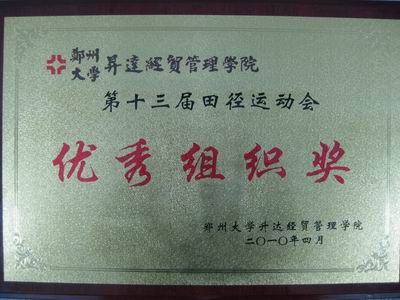 郑州大学昇達經貿管理學院
第十三届田径运动会
优秀组织奖
郑州大学升达经贸管理学院
二〇一〇年四月